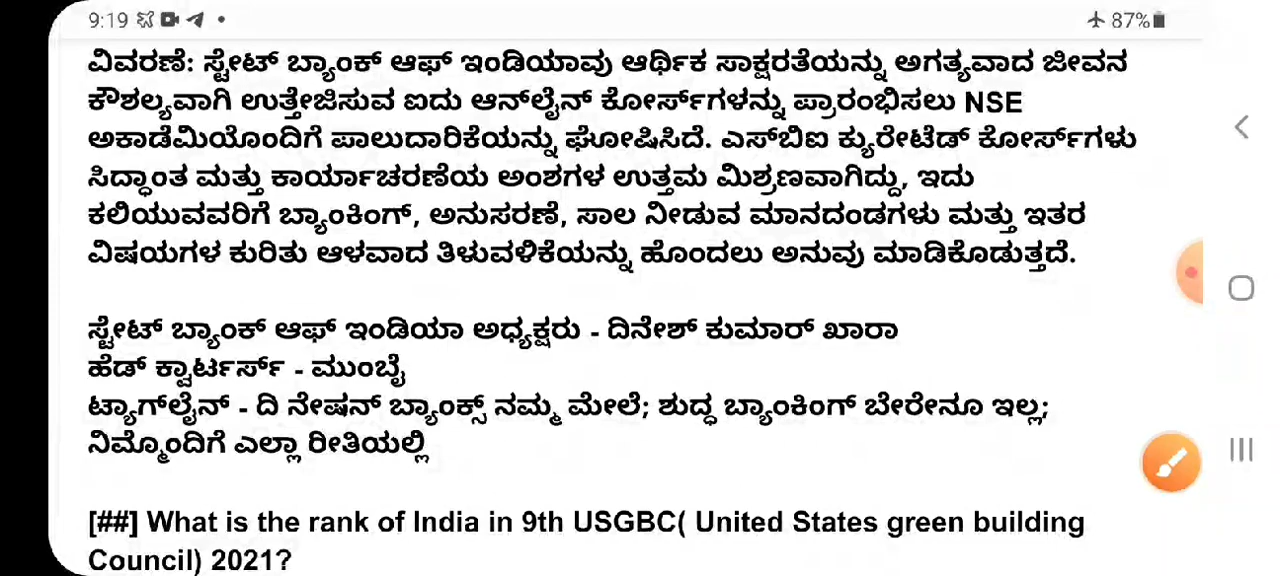 9:19
87%
ವಿವರಣೆ: ಸ್ಟೇಟ್ ಬ್ಯಾಂಕ್ ಆಫ್ ಇಂಡಿಯಾವು ಆರ್ಥಿಕ ಸಾಕ್ಷರತೆಯನ್ನು ಅಗತ್ಯವಾದ ಜೀವನ
ಕೌಶಲ್ಯವಾಗಿ ಉತ್ತೇಜಿಸುವ ಐದು ಆನ್‌ಲೈನ್ ಕೋರ್ಸ್‌ಗಳನ್ನು ಪ್ರಾರಂಭಿಸಲು NSE
ಅಕಾಡೆಮಿಯೊಂದಿಗೆ ಪಾಲುದಾರಿಕೆಯನ್ನು ಘೋಷಿಸಿದೆ. ಎಸ್‌ಬಿಐ ಕ್ಯುರೇಟೆಡ್ ಕೋರ್ಸ್‌ಗಳು
ಸಿದ್ಧಾಂತ ಮತ್ತು ಕಾರ್ಯಾಚರಣೆಯ ಅಂಶಗಳ ಉತ್ತಮ ಮಿಶ್ರಣವಾಗಿದ್ದು, ಇದು
ಕಲಿಯುವವರಿಗೆ ಬ್ಯಾಂಕಿಂಗ್, ಅನುಸರಣೆ, ಸಾಲ ನೀಡುವ ಮಾನದಂಡಗಳು ಮತ್ತು ಇತರ
ವಿಷಯಗಳ ಕುರಿತು ಆಳವಾದ ತಿಳುವಳಿಕೆಯನ್ನು ಹೊಂದಲು ಅನುವು ಮಾಡಿಕೊಡುತ್ತದೆ.
ಸ್ಟೇಟ್ ಬ್ಯಾಂಕ್ ಆಫ್ ಇಂಡಿಯಾ ಅಧ್ಯಕ್ಷರು - ದಿನೇಶ್ ಕುಮಾರ್ ಖಾರಾ
ಹೆಡ್ ಕ್ವಾರ್ಟರ್ಸ್ - ಮುಂಬೈ
ಟ್ಯಾಗ್‌ಲೈನ್ - ದಿ ನೇಷನ್ ಬ್ಯಾಂಕ್ಸ್ ನಮ್ಮ ಮೇಲೆ; ಶುದ್ಧ ಬ್ಯಾಂಕಿಂಗ್ ಬೇರೇನೂ ಇಲ್ಲ;
ನಿಮ್ಮೊಂದಿಗೆ ಎಲ್ಲಾ ರೀತಿಯಲ್ಲಿ
[##] What is the rank of India in 9th USGBC( United States green building
Council) 2021?